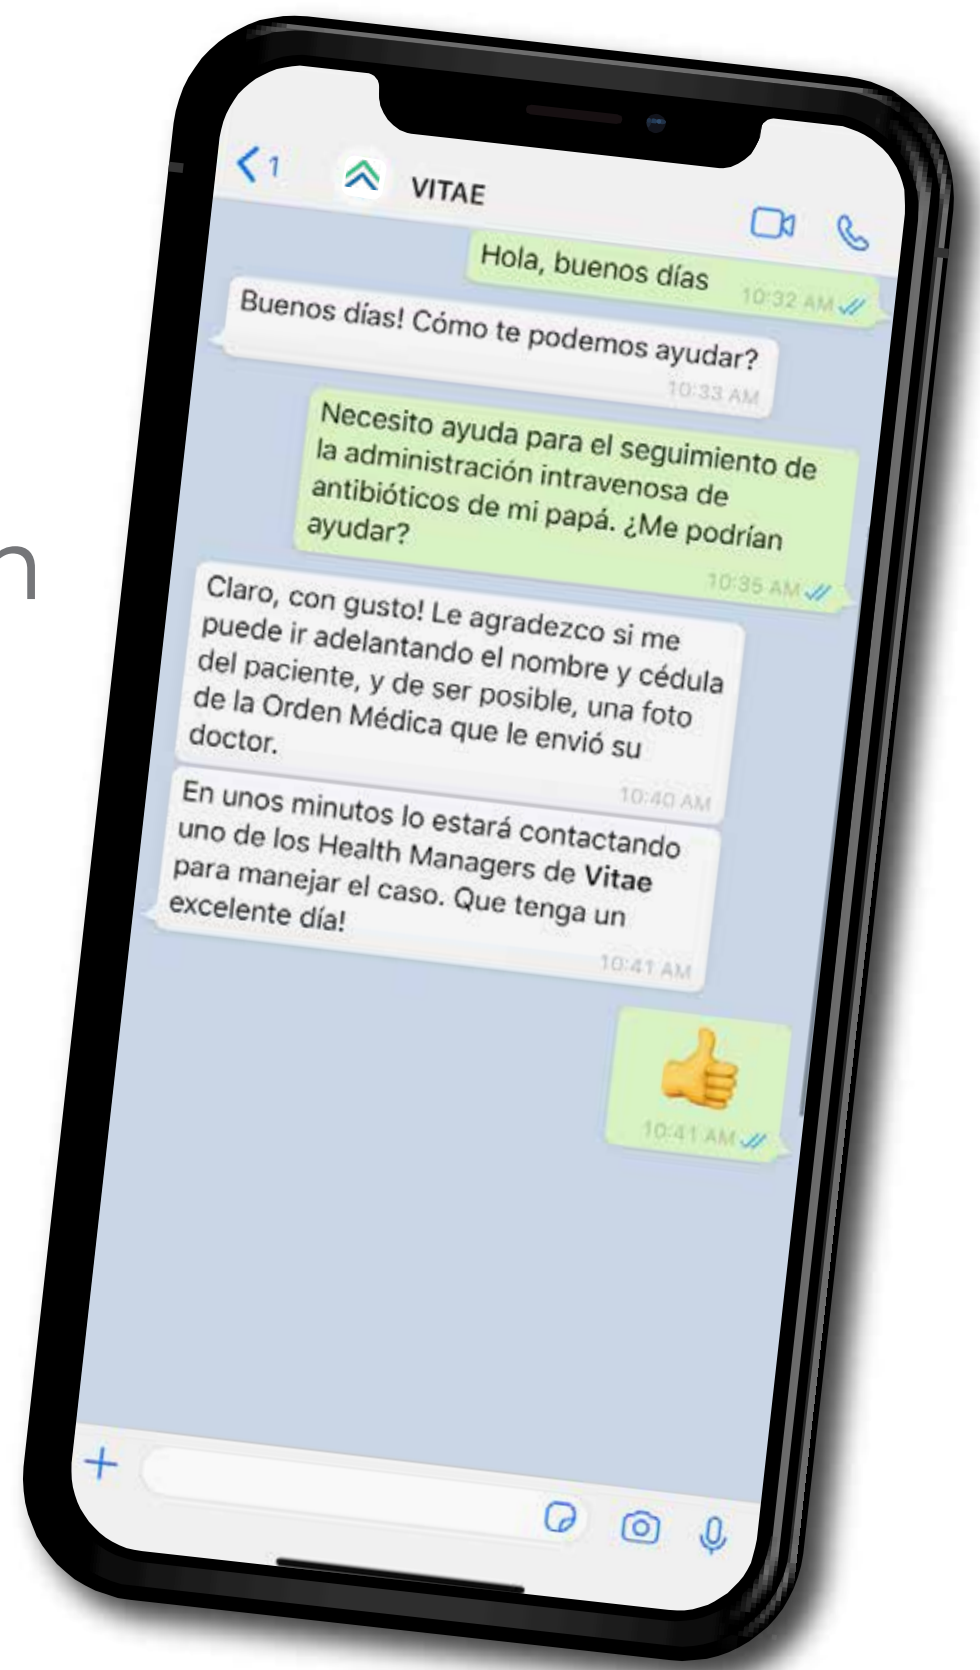 1
VITAE
Hola, buenos días
10:32 AM
Buenos días! Cómo te podemos ayudar?
10:33 AM
Necesito ayuda para el seguimiento de
la administración intravenosa de
antibióticos de mi papá. ¿Me podrían
ayudar?
10:35 AM
n
Claro, con gusto! Le agradezco si me
puede ir adelantando el nombre y cédula
del paciente, y de ser posible, una foto
de la Orden Médica que le envió su
doctor.
10:40 AM
En unos minutos lo estará contactando
uno de los Health Managers de Vitae
para manejar el caso. Que tenga un
excelente día!
10:41 AM
10:41 AM